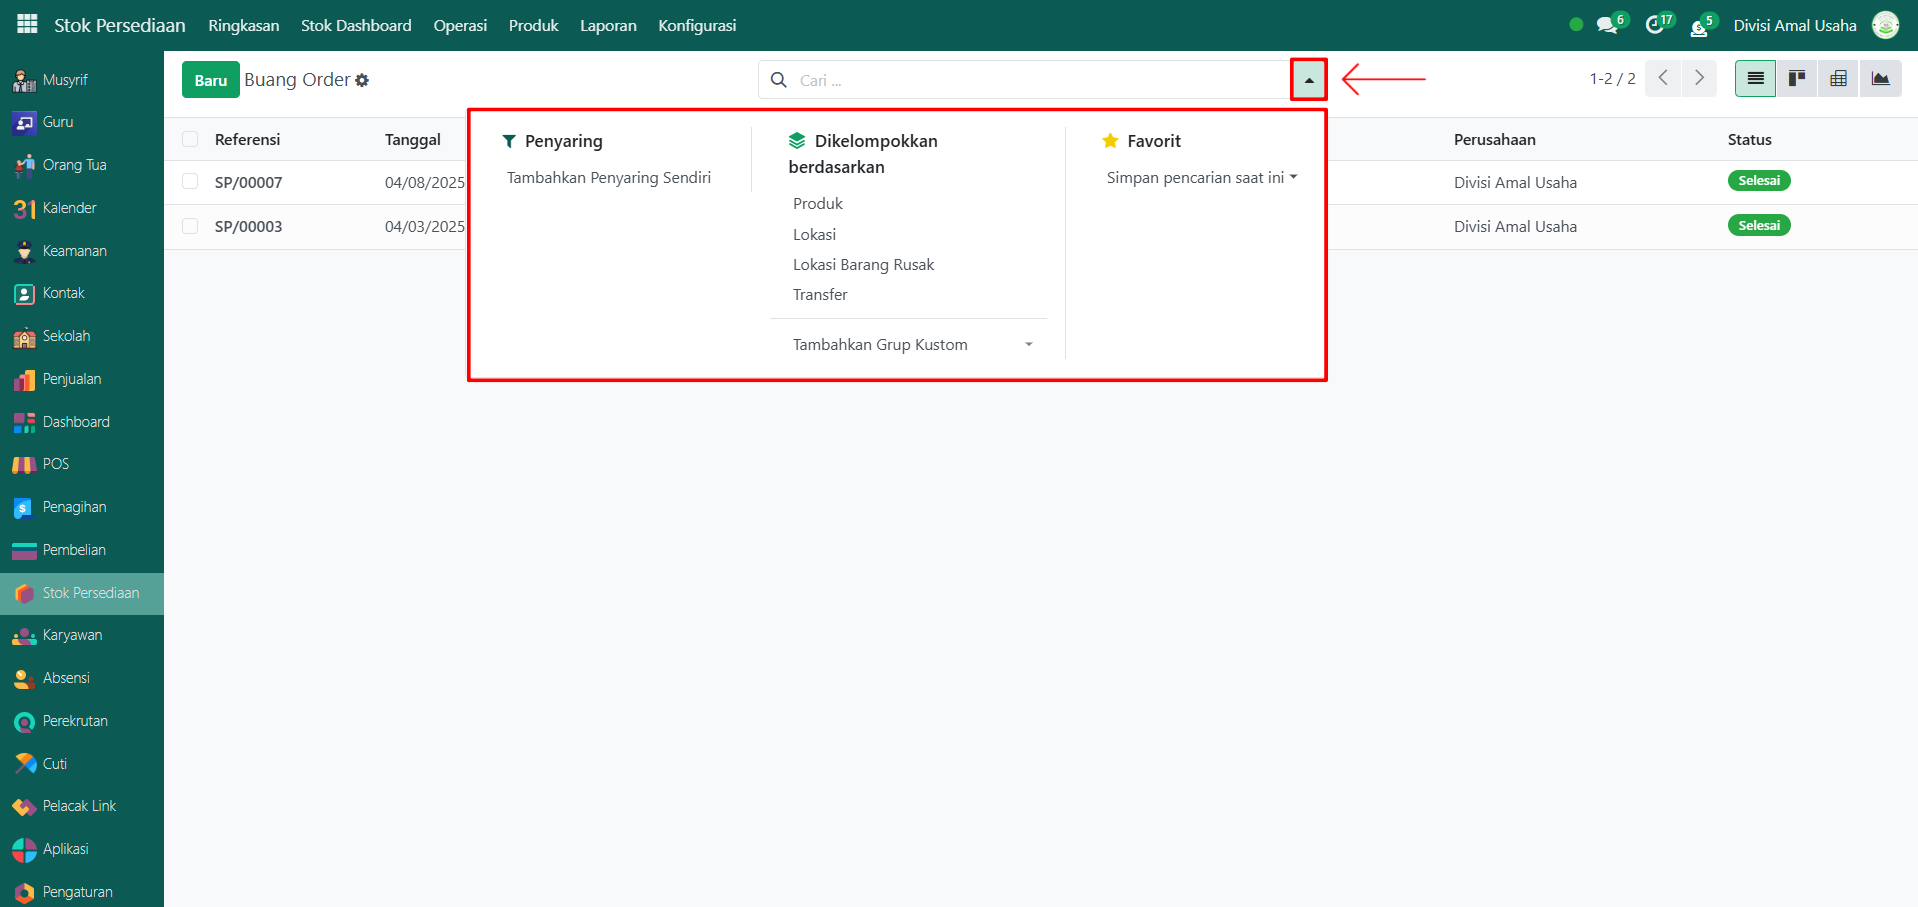 Stok Persediaan Ringkasan Stok Dashboard Operasi Produk Laporan Konfigurasi 6 17 5 Divisi Amal Usaha
Musyrif
Guru
Orang Tua
31 Kalender
Keamanan
Kontak
Sekolah
Penjualan
Dashboard
POS
Penagihan
Pembelian
Stok Persediaan
Karyawan
Absensi
Perekrutan
Cuti
Pelacak Link
Aplikasi
Pengaturan
Baru Buang Order Cari ... 1-2 / 2
Referensi Tanggal Perusahaan Status
SP/00007 04/08/2025 Divisi Amal Usaha Selesai
SP/00003 04/03/2025 Divisi Amal Usaha Selesai
Penyaring
Tambahkan Penyaring Sendiri
Dikelompokkan
berdasarkan
Produk
Lokasi
Lokasi Barang Rusak
Transfer
Tambahkan Grup Kustom
Favorit
Simpan pencarian saat ini